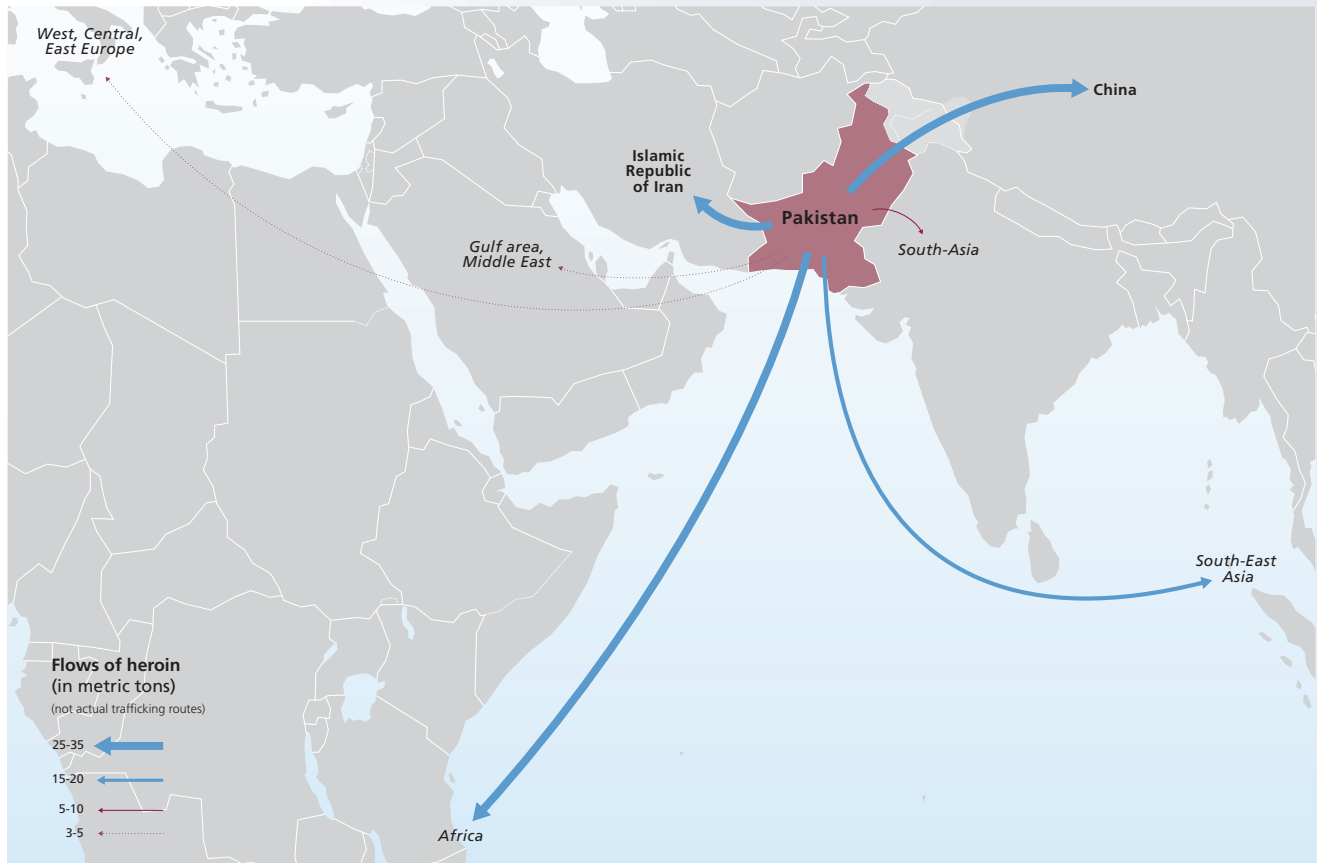 West, Central,
East Europe
China
Islamic
Republic
of Iran
Pakistan
Gulf area,
Middle East
South-Asia
South-East
Asia
Flows of heroin
(in metric tons)
(not actual trafficking routes)
25-35
15-20
5-10
3-5
Africa